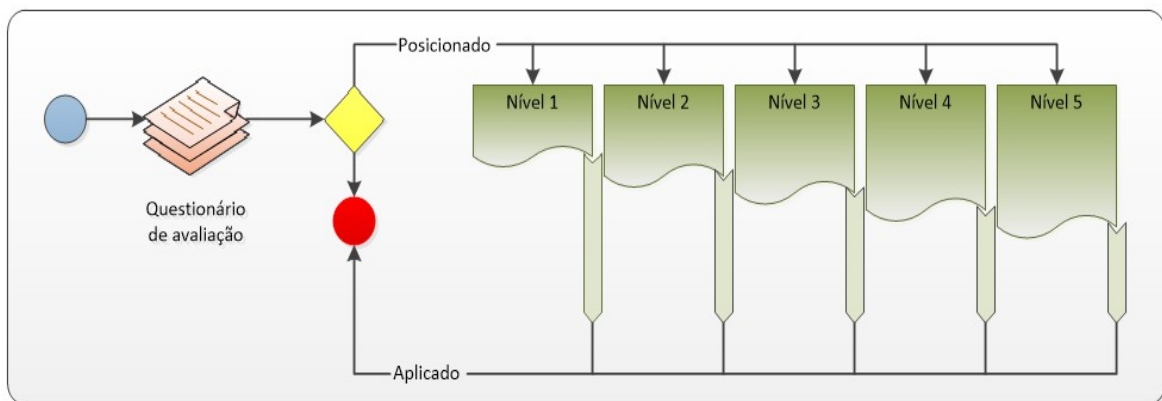 Posicionado
Nível 1
Nível 2
Nível 3
Nível 4
Nível 5
Questionário
de avaliação
Aplicado